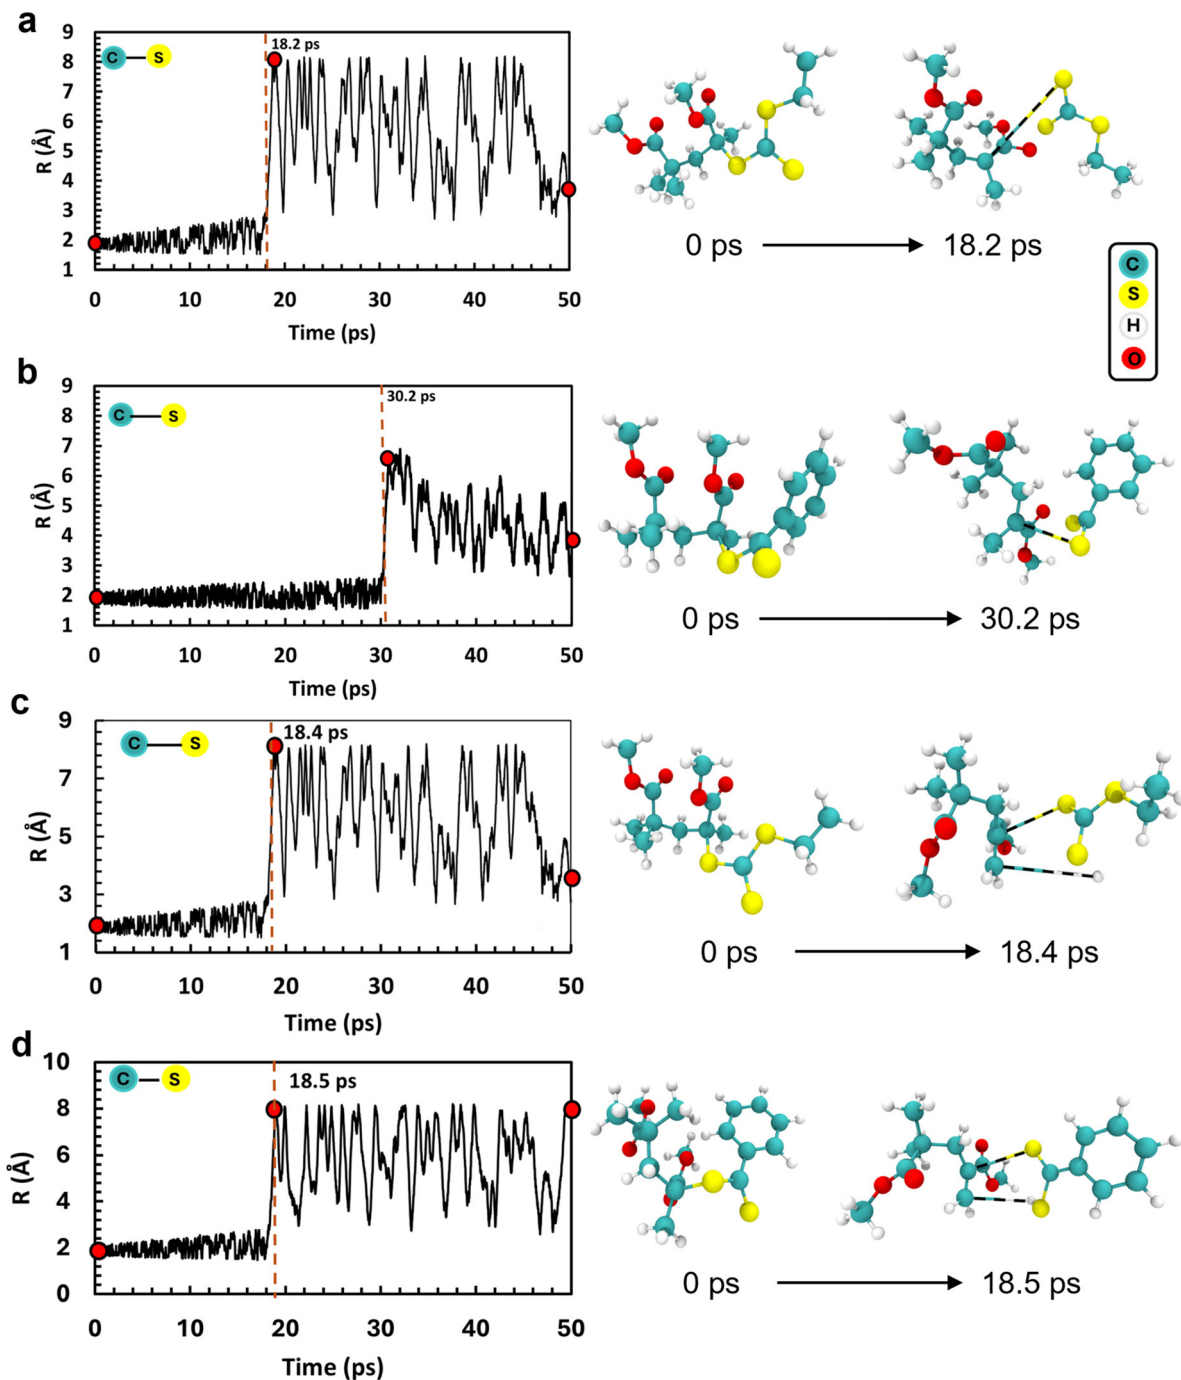 a
C S
18.2 ps
R (Å)
9
8
7
6
5
4
3
2
1
0 10 20 30 40 50
Time (ps)
0 ps 18.2 ps
C
S
H
O
b
C S
30.2 ps
R (Å)
9
8
7
6
5
4
3
2
1
0 10 20 30 40 50
Time (ps)
0 ps 30.2 ps
c
C S
18.4 ps
R (Å)
9
7
5
3
1
0 10 20 30 40 50
Time (ps)
0 ps 18.4 ps
d
C S
18.5 ps
R (Å)
10
8
6
4
2
0
0 10 20 30 40 50
Time (ps)
0 ps 18.5 ps